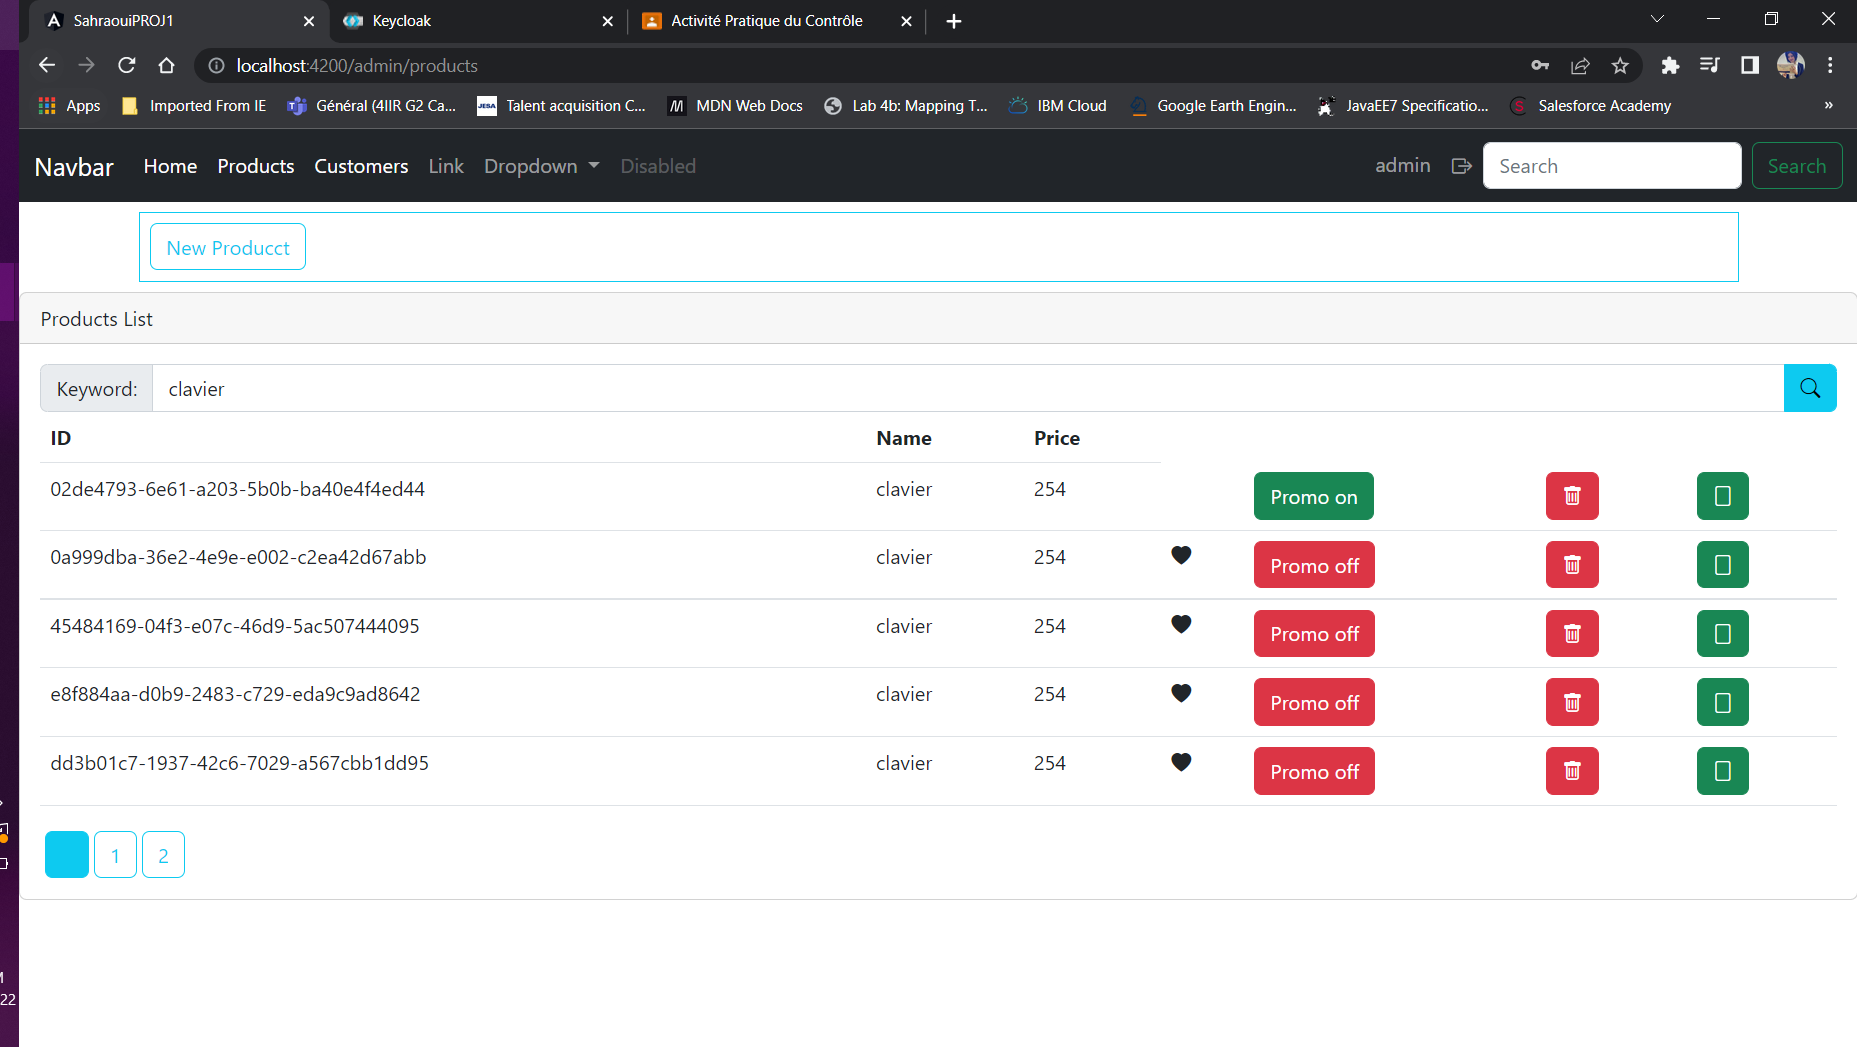 SahraouiPROJ1 Keycloak Activité Pratique du Contrôle
localhost:4200/admin/products
Apps Imported From IE Général (4IIR G2 Ca... JESA Talent acquisition C... MDN Web Docs Lab 4b: Mapping T... IBM Cloud Google Earth Engin... JavaEE7 Specificatio... Salesforce Academy »
Navbar Home Products Customers Link Dropdown Disabled admin Search Search
New Producct
Products List
Keyword: clavier
ID Name Price
02de4793-6e61-a203-5b0b-ba40e4f4ed44 clavier 254 Promo on
0a999dba-36e2-4e9e-e002-c2ea42d67abb clavier 254 Promo off
45484169-04f3-e07c-46d9-5ac507444095 clavier 254 Promo off
e8f884aa-d0b9-2483-c729-eda9c9ad8642 clavier 254 Promo off
dd3b01c7-1937-42c6-7029-a567cbb1dd95 clavier 254 Promo off
1 2
M
22